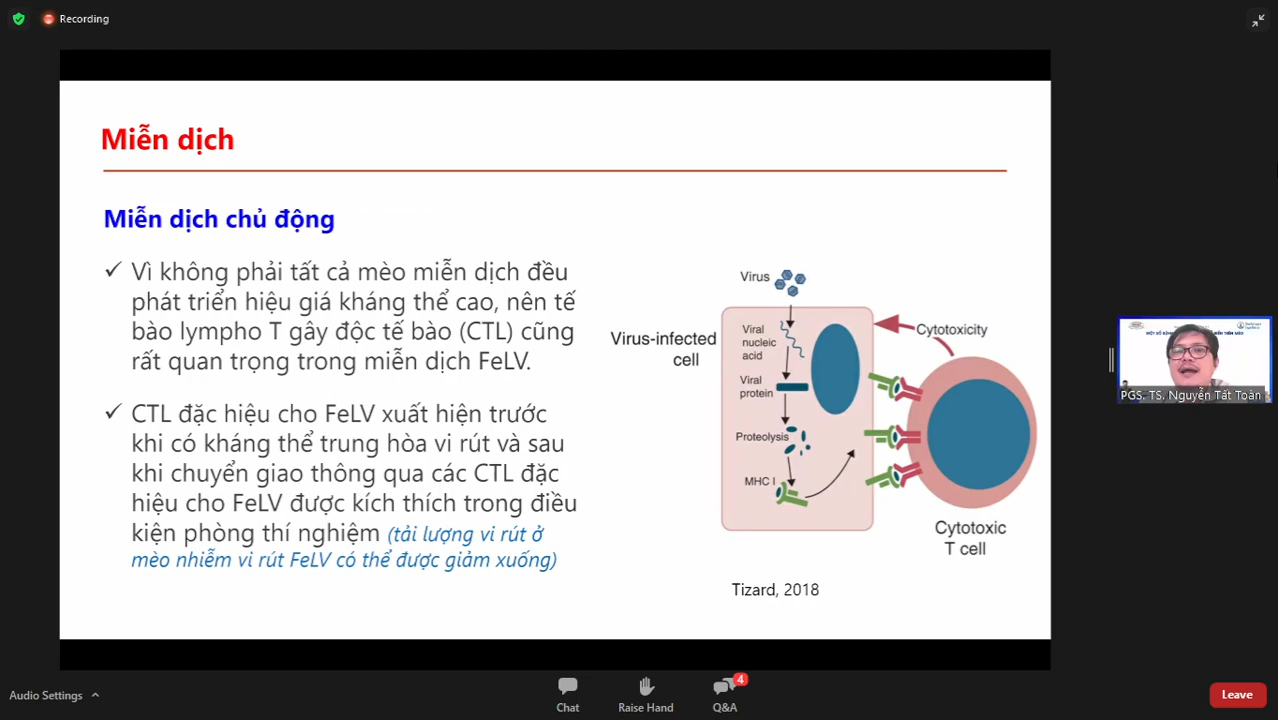 Recording
Miễn dịch
Miễn dịch chủ động
✓ Vì không phải tất cả mèo miễn dịch đều
phát triển hiệu giá kháng thể cao, nên tế
bào lympho T gây độc tế bào (CTL) cũng
rất quan trọng trong miễn dịch FeLV.
✓ CTL đặc hiệu cho FeLV xuất hiện trước
khi có kháng thể trung hòa vi rút và sau
khi chuyển giao thông qua các CTL đặc
hiệu cho FeLV được kích thích trong điều
kiện phòng thí nghiệm (tải lượng vi rút ở
mèo nhiễm vi rút FeLV có thể được giảm xuống)
Virus
Virus-infected
cell
Viral
nucleic
acid
Viral
protein
Proteolysis
MHC I
Cytotoxicity
Cytotoxic
T cell
Tizard, 2018
PGS. TS. Nguyễn Tất Toàn
Audio Settings
Chat
Raise Hand
4
Q&A
Leave